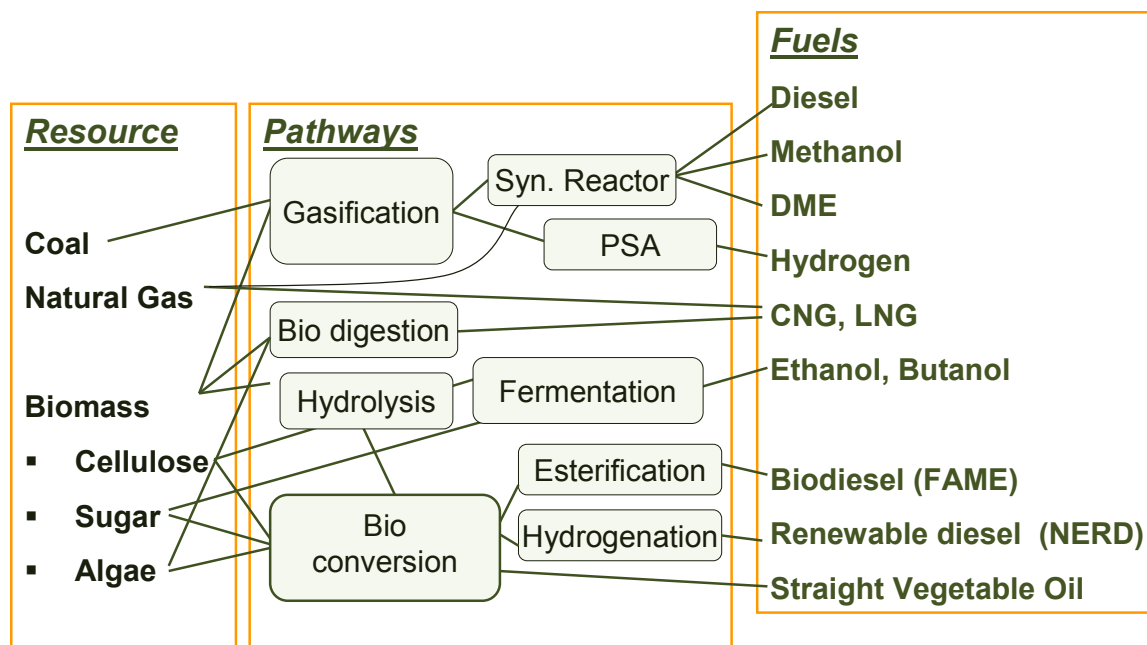 Resource
Coal
Natural Gas
Biomass
▪ Cellulose
▪ Sugar
▪ Algae
Pathways
Gasification
Syn. Reactor
PSA
Bio digestion
Hydrolysis
Fermentation
Esterification
Bio
conversion
Hydrogenation
Fuels
Diesel
Methanol
DME
Hydrogen
CNG, LNG
Ethanol, Butanol
Biodiesel (FAME)
Renewable diesel (NERD)
Straight Vegetable Oil